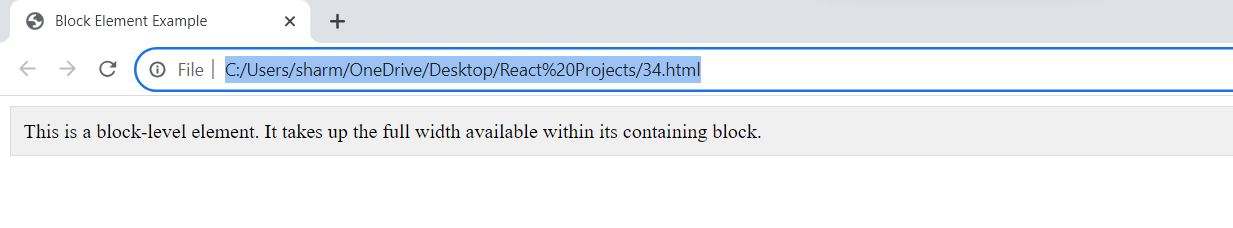 Block Element Example
File | C:/Users/sharm/OneDrive/Desktop/React%20Projects/34.html
This is a block-level element. It takes up the full width available within its containing block.